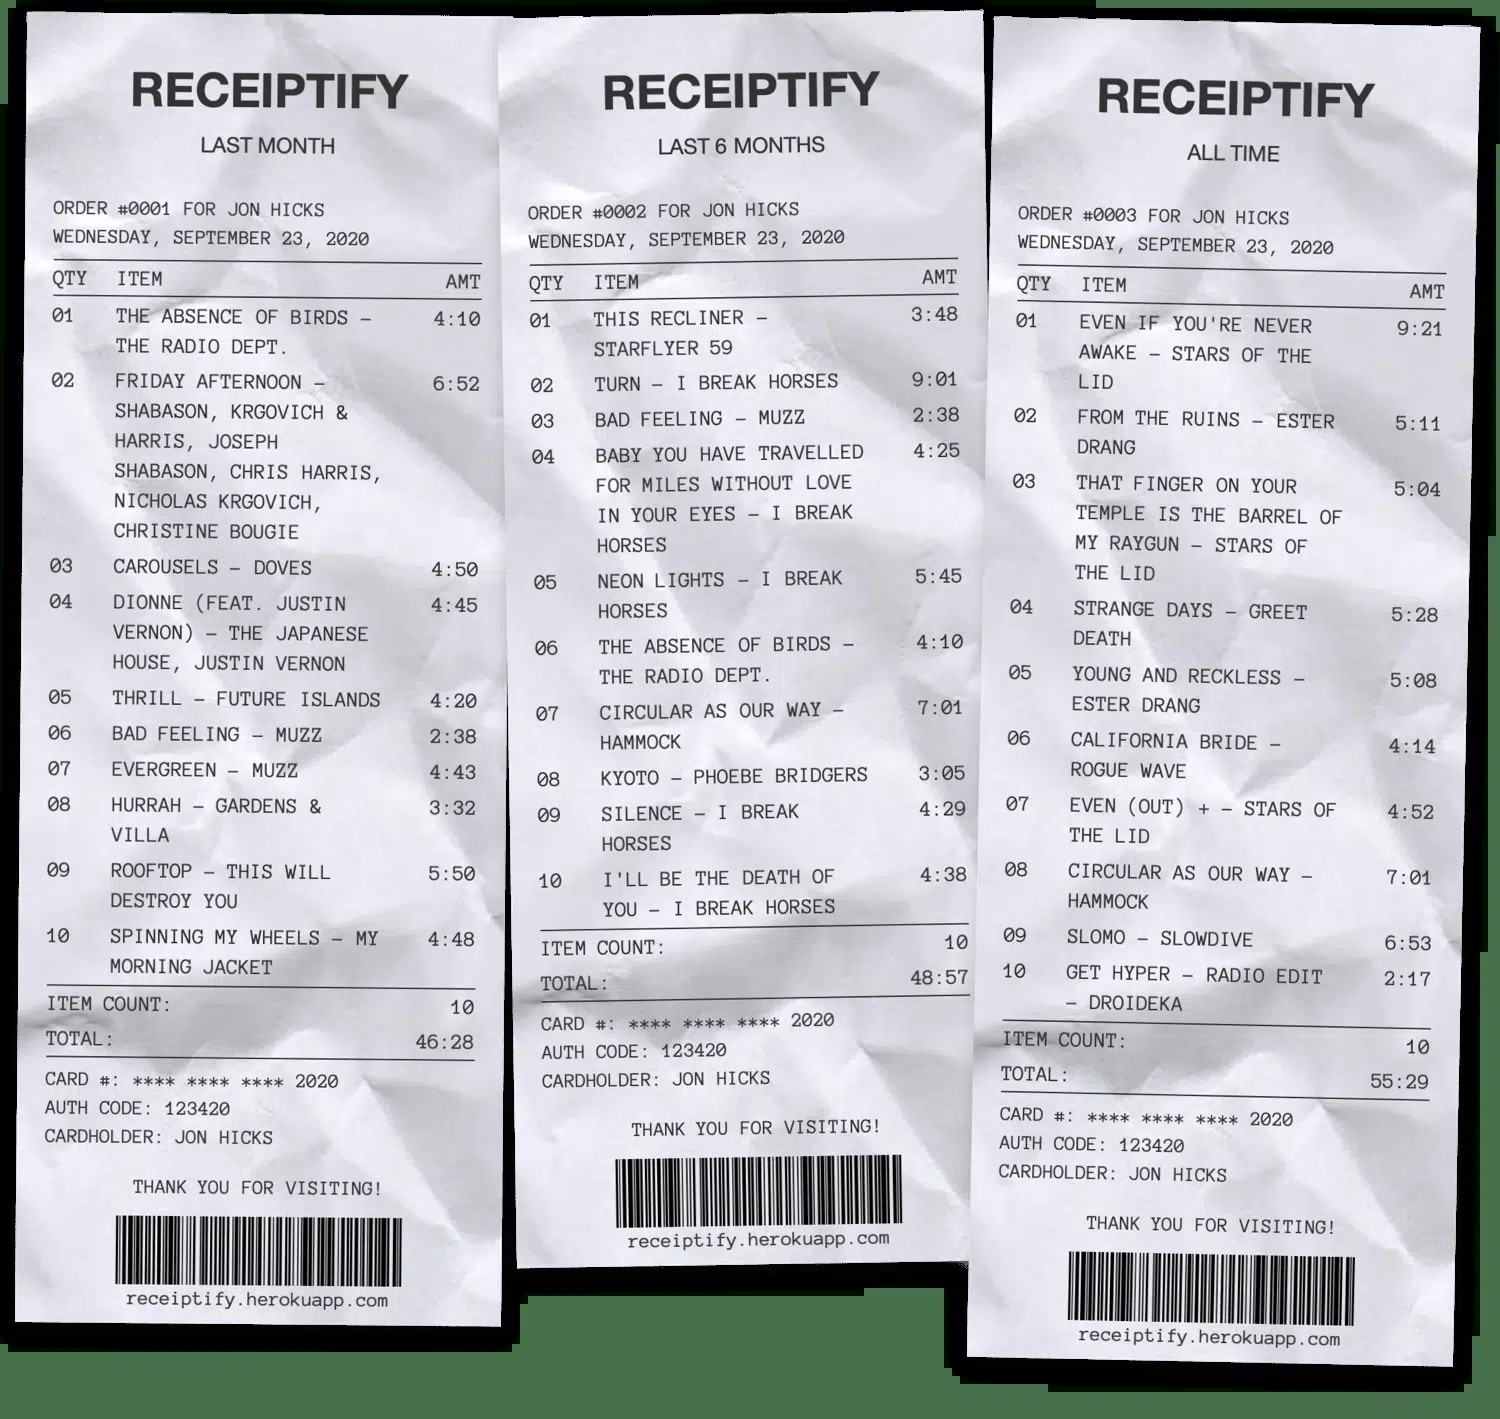 RECEIPTIFY
LAST MONTH
ORDER #0001 FOR JON HICKS
WEDNESDAY, SEPTEMBER 23, 2020
QTY ITEM AMT
01 THE ABSENCE OF BIRDS – 4:10
THE RADIO DEPT.
02 FRIDAY AFTERNOON – 6:52
SHABASON, KRGOVICH &
HARRIS, JOSEPH
SHABASON, CHRIS HARRIS,
NICHOLAS KRGOVICH,
CHRISTINE BOUGIE
03 CAROUSELS – DOVES 4:50
04 DIONNE (FEAT. JUSTIN 4:45
VERNON) – THE JAPANESE
HOUSE, JUSTIN VERNON
05 THRILL – FUTURE ISLANDS 4:20
06 BAD FEELING – MUZZ 2:38
07 EVERGREEN – MUZZ 4:43
08 HURRAH – GARDENS & 3:32
VILLA
09 ROOFTOP – THIS WILL 5:50
DESTROY YOU
10 SPINNING MY WHEELS – MY 4:48
MORNING JACKET
ITEM COUNT: 10
TOTAL: 46:28
CARD #: **** **** **** 2020
AUTH CODE: 123420
CARDHOLDER: JON HICKS
THANK YOU FOR VISITING!
receiptify.herokuapp.com
RECEIPTIFY
LAST 6 MONTHS
ORDER #0002 FOR JON HICKS
WEDNESDAY, SEPTEMBER 23, 2020
QTY ITEM AMT
01 THIS RECLINER – 3:48
STARFLYER 59
02 TURN – I BREAK HORSES 9:01
03 BAD FEELING – MUZZ 2:38
04 BABY YOU HAVE TRAVELLED 4:25
FOR MILES WITHOUT LOVE
IN YOUR EYES – I BREAK
HORSES
05 NEON LIGHTS – I BREAK 5:45
HORSES
06 THE ABSENCE OF BIRDS – 4:10
THE RADIO DEPT.
07 CIRCULAR AS OUR WAY – 7:01
HAMMOCK
08 KYOTO – PHOEBE BRIDGERS 3:05
09 SILENCE – I BREAK 4:29
HORSES
10 I'LL BE THE DEATH OF 4:38
YOU – I BREAK HORSES
ITEM COUNT: 10
TOTAL: 48:57
CARD #: **** **** **** 2020
AUTH CODE: 123420
CARDHOLDER: JON HICKS
THANK YOU FOR VISITING!
receiptify.herokuapp.com
RECEIPTIFY
ALL TIME
ORDER #0003 FOR JON HICKS
WEDNESDAY, SEPTEMBER 23, 2020
QTY ITEM AMT
01 EVEN IF YOU'RE NEVER 9:21
AWAKE – STARS OF THE
LID
02 FROM THE RUINS – ESTER 5:11
DRANG
03 THAT FINGER ON YOUR 5:04
TEMPLE IS THE BARREL OF
MY RAYGUN – STARS OF
THE LID
04 STRANGE DAYS – GREET 5:28
DEATH
05 YOUNG AND RECKLESS – 5:08
ESTER DRANG
06 CALIFORNIA BRIDE – 4:14
ROGUE WAVE
07 EVEN (OUT) + – STARS OF 4:52
THE LID
08 CIRCULAR AS OUR WAY – 7:01
HAMMOCK
09 SLOMO – SLOWDIVE 6:53
10 GET HYPER – RADIO EDIT 2:17
– DROIDEKA
ITEM COUNT: 10
TOTAL: 55:29
CARD #: **** **** **** 2020
AUTH CODE: 123420
CARDHOLDER: JON HICKS
THANK YOU FOR VISITING!
receiptify.herokuapp.com